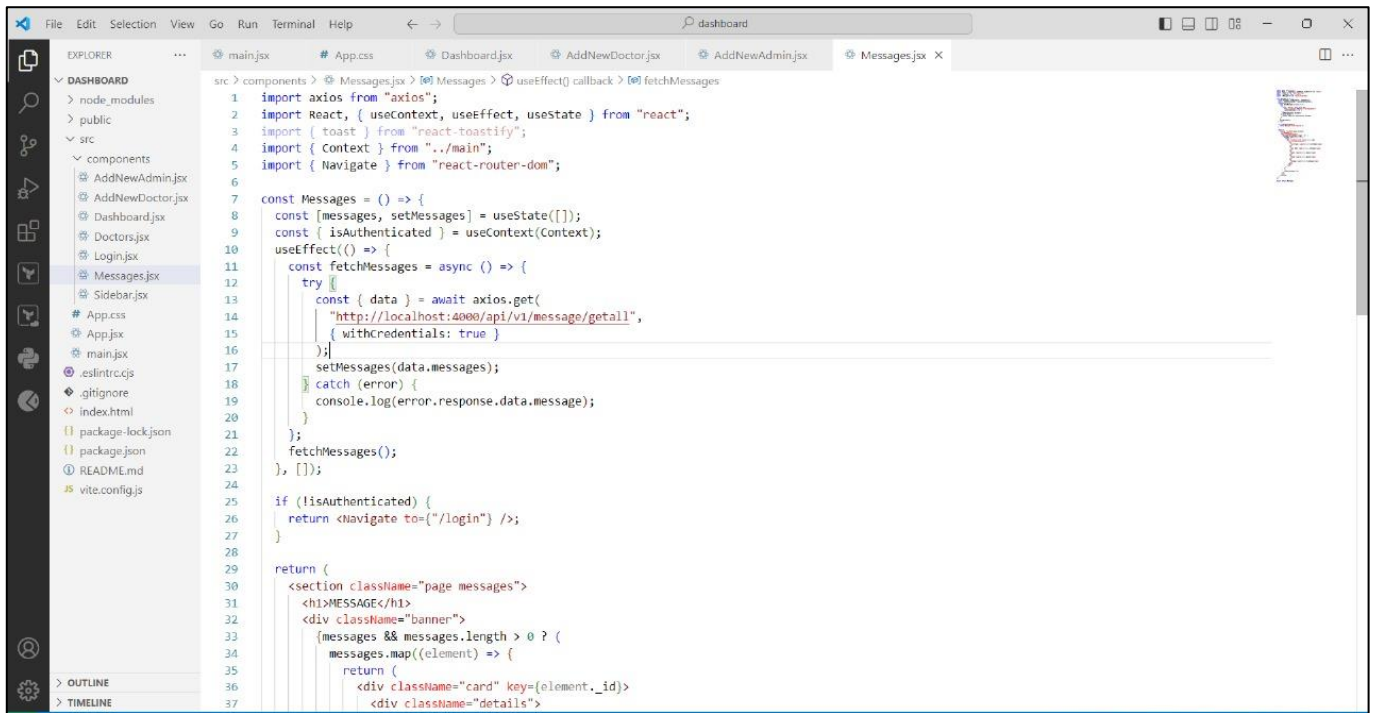 File Edit Selection View Go Run Terminal Help
dashboard
EXPLORER
main.jsx
# App.css
Dashboard.jsx
AddNewDoctor.jsx
AddNewAdmin.jsx
Messages.jsx
DASHBOARD
node_modules
public
src
components
AddNewAdmin.jsx
AddNewDoctor.jsx
Dashboard.jsx
Doctors.jsx
Login.jsx
Messages.jsx
Sidebar.jsx
# App.css
App.jsx
main.jsx
.eslintrc.cjs
.gitignore
<> index.html
{} package-lock.json
{} package.json
README.md
JS vite.config.js
OUTLINE
TIMELINE
src > components > Messages.jsx > Messages > useEffect() callback > fetchMessages
1 import axios from "axios";
2 import React, { useContext, useEffect, useState } from "react";
3 import { toast } from "react-toastify";
4 import { Context } from "../main";
5 import { Navigate } from "react-router-dom";
6
7 const Messages = () => {
8 const [messages, setMessages] = useState([]);
9 const { isAuthenticated } = useContext(Context);
10 useEffect(() => {
11 const fetchMessages = async () => {
12 try {
13 const { data } = await axios.get(
14 "http://localhost:4000/api/v1/message/getall",
15 { withCredentials: true }
16 );
17 setMessages(data.messages);
18 } catch (error) {
19 console.log(error.response.data.message);
20 }
21 };
22 fetchMessages();
23 }, []);
24
25 if (!isAuthenticated) {
26 return <Navigate to={"/login"} />;
27 }
28
29 return (
30 <section className="page messages">
31 <h1>MESSAGE</h1>
32 <div className="banner">
33 {messages && messages.length > 0 ? (
34 messages.map((element) => {
35 return (
36 <div className="card" key={element._id}>
37 <div className="details">